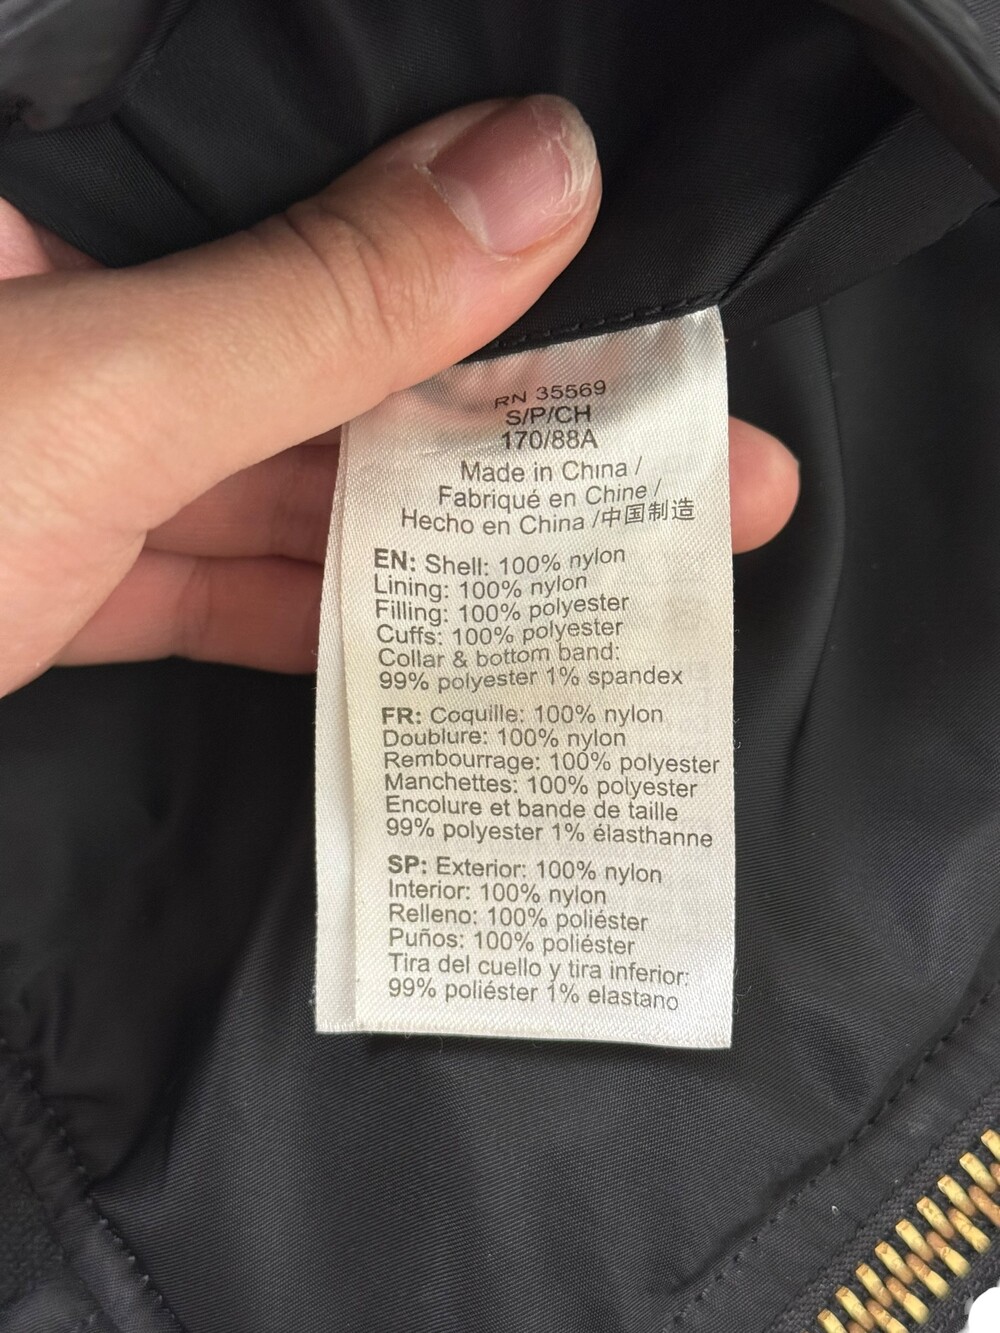 RN 35569
S/P/CH
170/88A
Made in China /
Fabriqué en Chine /
Hecho en China /中国制造
EN: Shell: 100% nylon
Lining: 100% nylon
Filling: 100% polyester
Cuffs: 100% polyester
Collar & bottom band:
99% polyester 1% spandex
FR: Coquille: 100% nylon
Doublure: 100% nylon
Rembourrage: 100% polyester
Manchettes: 100% polyester
Encolure et bande de taille
99% polyester 1% élasthanne
SP: Exterior: 100% nylon
Interior: 100% nylon
Relleno: 100% poliéster
Puños: 100% poliéster
Tira del cuello y tira inferior:
99% poliéster 1% elastano